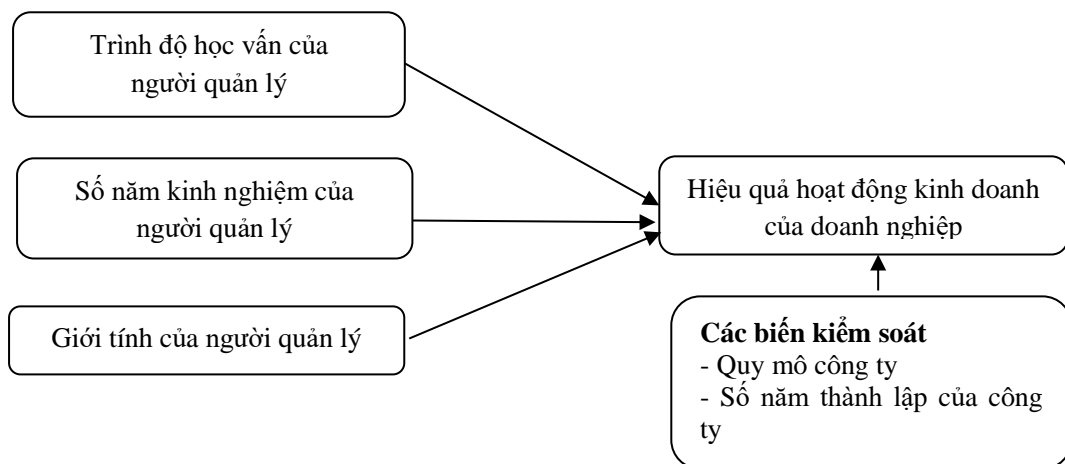 Trình độ học vấn của
người quản lý
Số năm kinh nghiệm của
người quản lý
Hiệu quả hoạt động kinh doanh
của doanh nghiệp
Giới tính của người quản lý
Các biến kiểm soát
- Quy mô công ty
- Số năm thành lập của công
ty